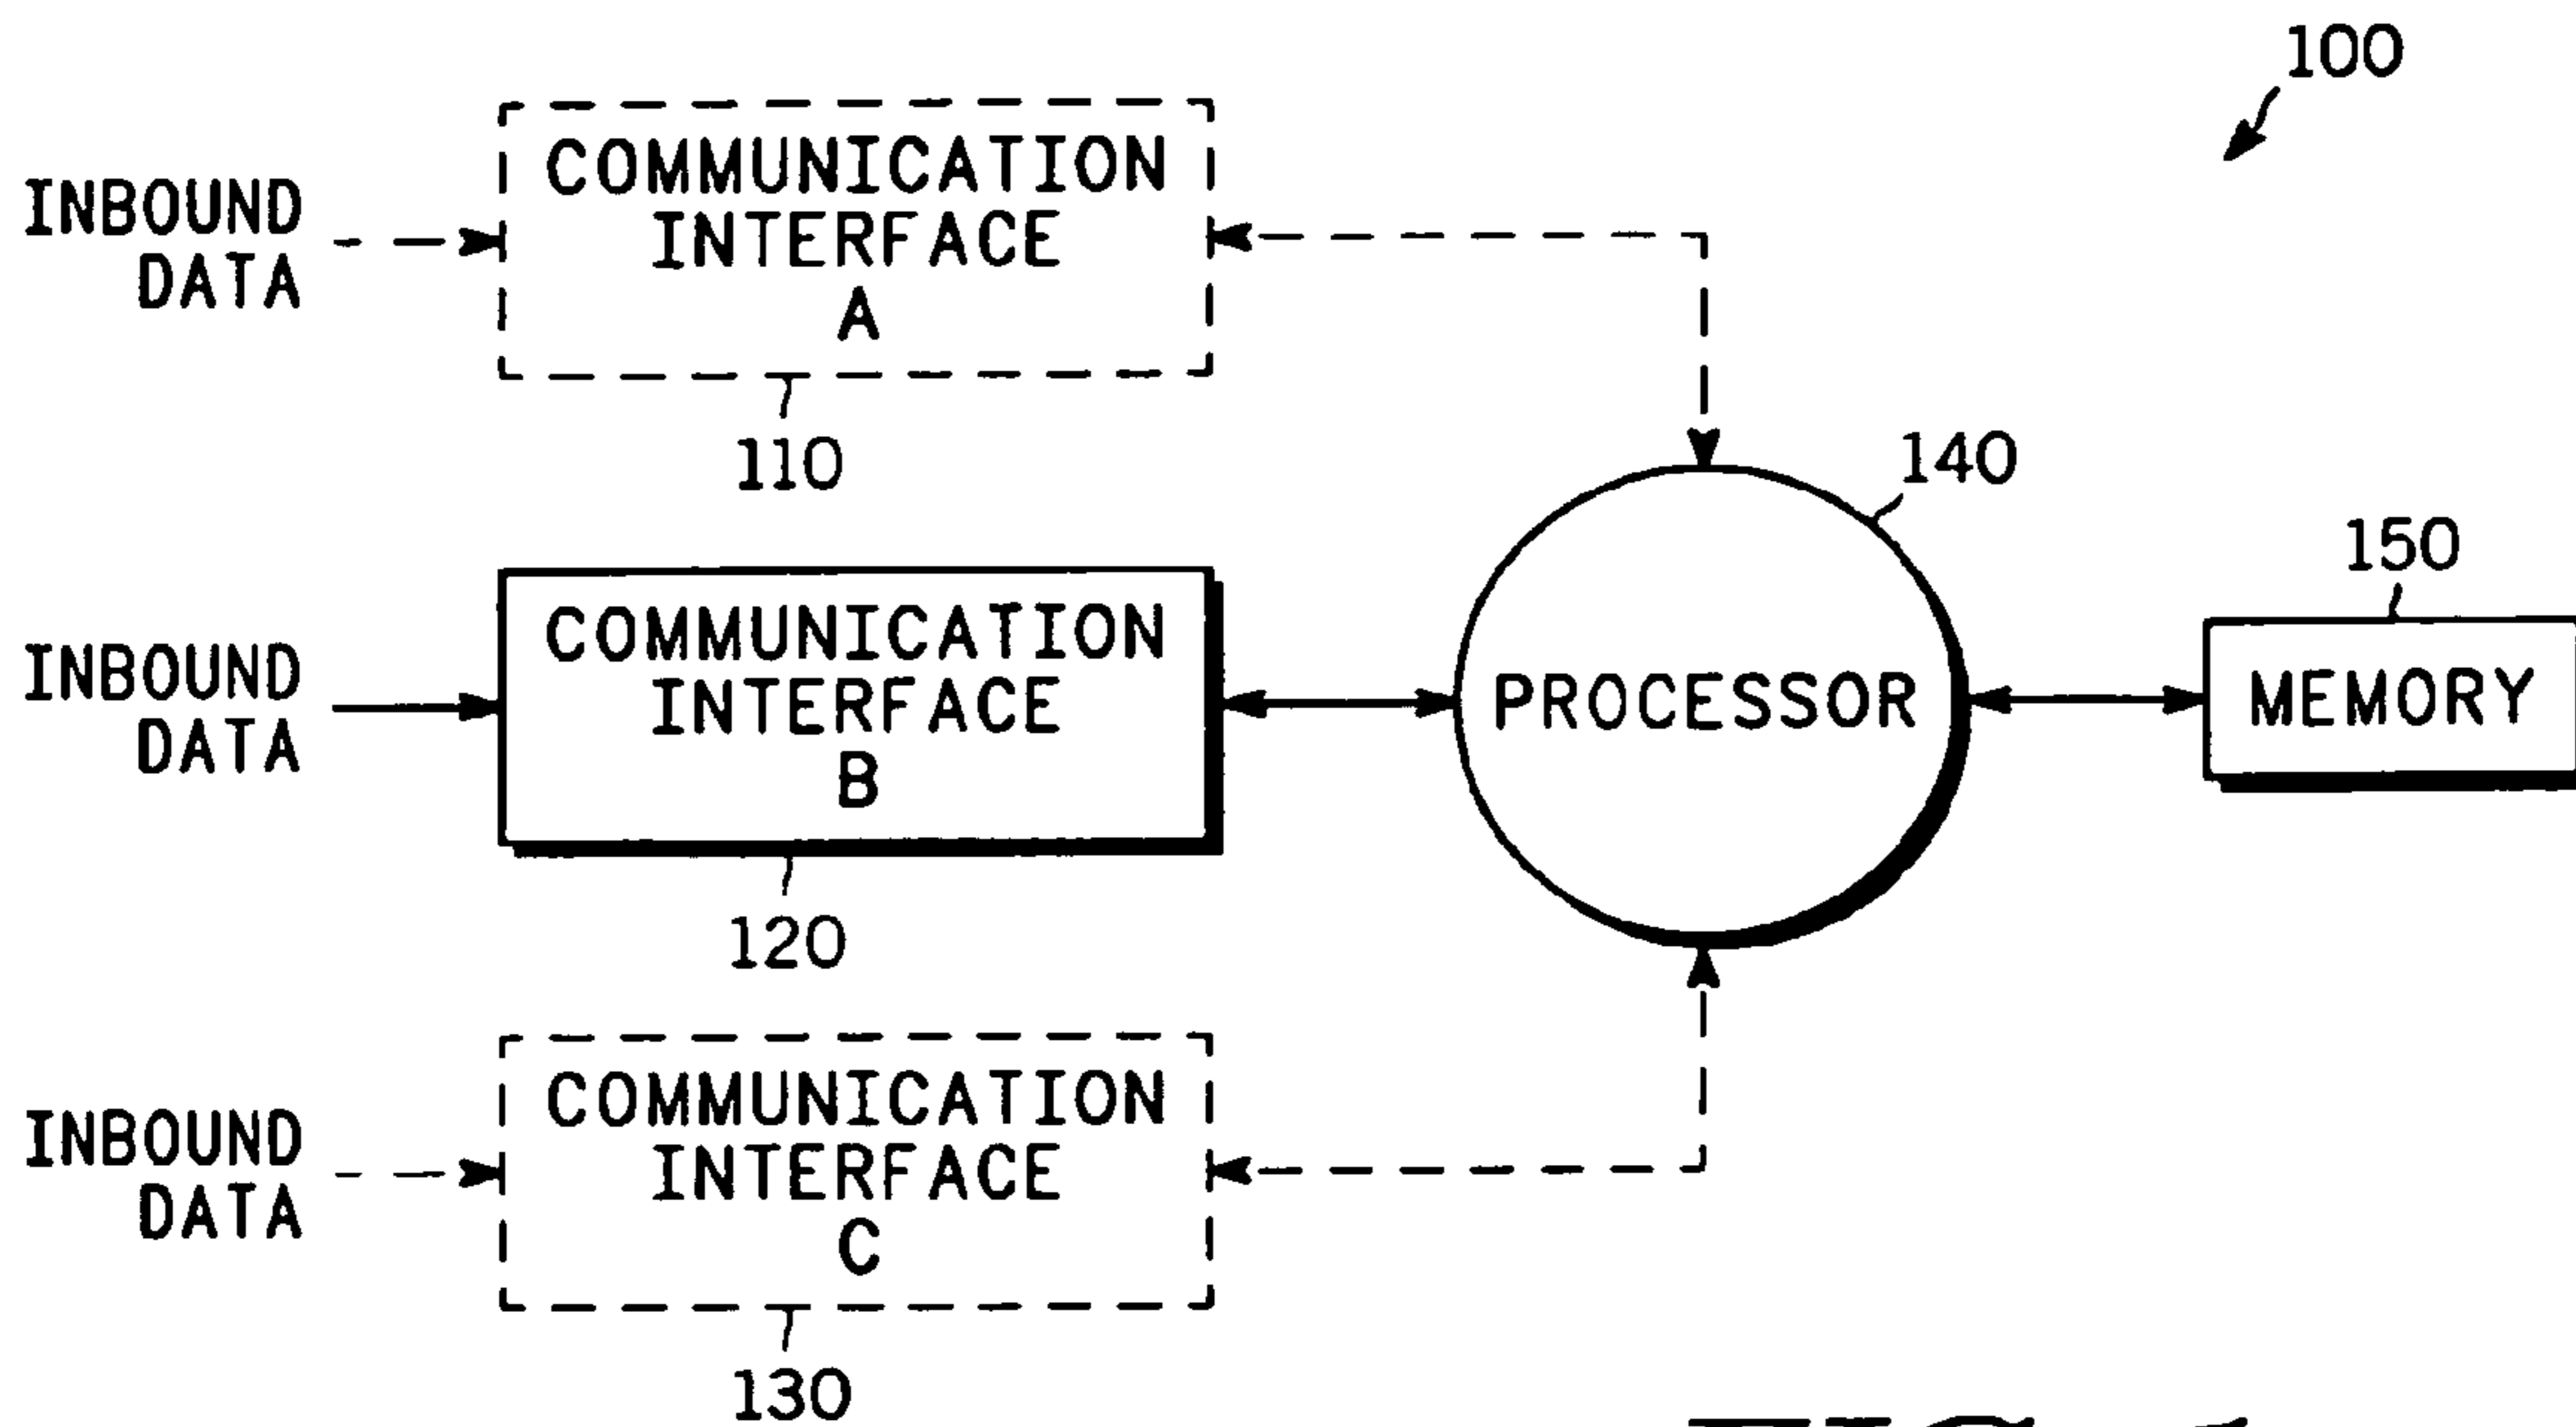 100
COMMUNICATION
INTERFACE
A
INBOUND
DATA
110
140
150
COMMUNICATION
INTERFACE
B
INBOUND
DATA
PROCESSOR
MEMORY
120
COMMUNICATION
INTERFACE
C
INBOUND
DATA
130